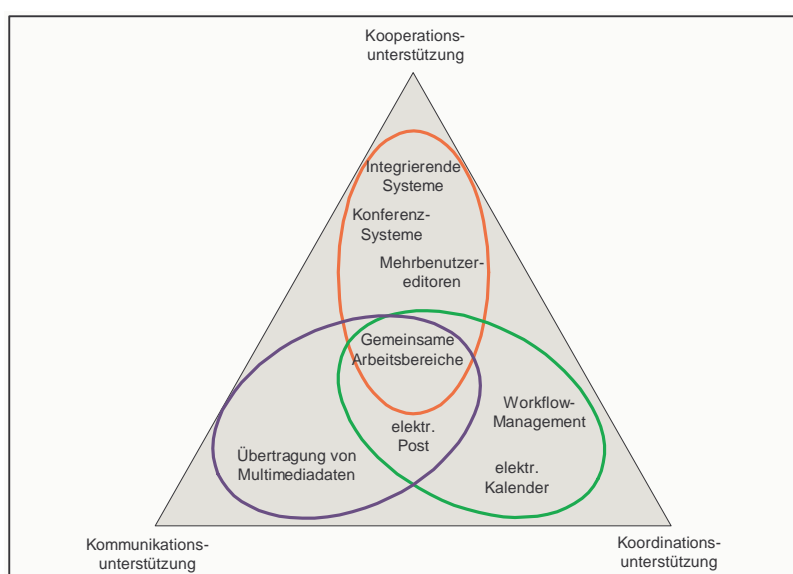 Kooperations-
unterstützung
Integrierende
Systeme
Konferenz-
Systeme
Mehrbenutzer-
editoren
Gemeinsame
Arbeitsbereiche
Workflow-
Management
elektr.
Post
Übertragung von
Multimediadaten
elektr.
Kalender
Kommunikations-
unterstützung
Koordinations-
unterstützung